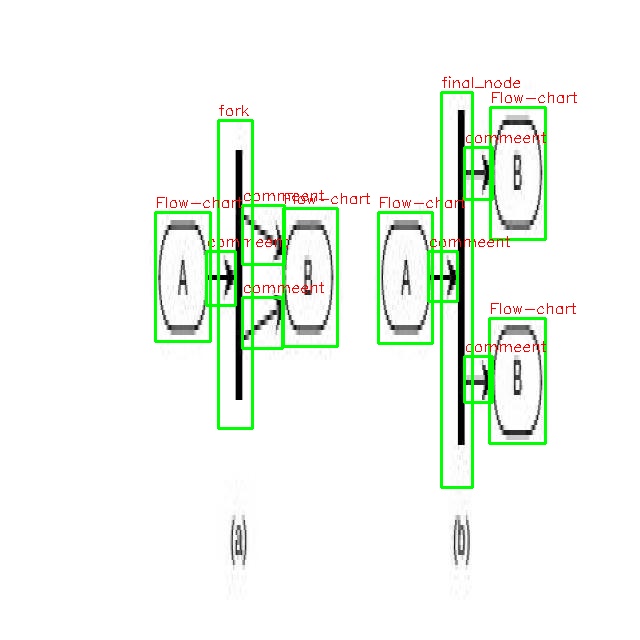 final_node
Flow-chart
fork
commeent
commeent
Flow-chart
Flow-chart
Flow-chart
B
commeent
commeent
A
B
A
commeent
Flow-chart
commeent
B
(a)
(b)